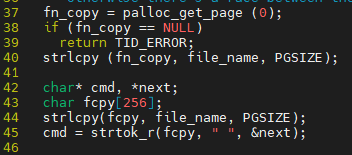 37 fn_copy = palloc_get_page (0);
38 if (fn_copy == NULL)
39 return TID_ERROR;
40 strlcpy (fn_copy, file_name, PGSIZE);
41
42 char* cmd, *next;
43 char fcpy[256];
44 strlcpy(fcpy, file_name, PGSIZE);
45 cmd = strtok_r(fcpy, " ", &next);
46